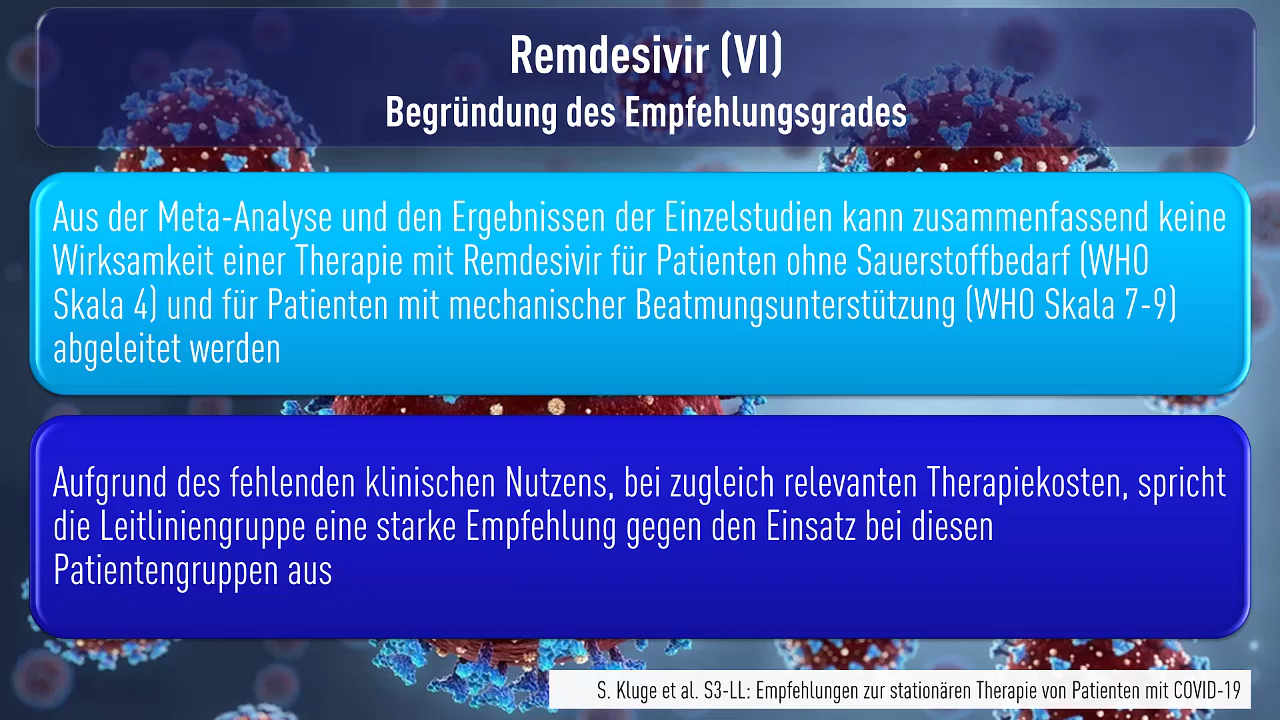 Remdesivir (VI)
Begründung des Empfehlungsgrades
Aus der Meta-Analyse und den Ergebnissen der Einzelstudien kann zusammenfassend keine
Wirksamkeit einer Therapie mit Remdesivir für Patienten ohne Sauerstoffbedarf (WHO
Skala 4) und für Patienten mit mechanischer Beatmungsunterstützung (WHO Skala 7-9)
abgeleitet werden
Aufgrund des fehlenden klinischen Nutzens, bei zugleich relevanten Therapiekosten, spricht
die Leitliniengruppe eine starke Empfehlung gegen den Einsatz bei diesen
Patientengruppen aus
S. Kluge et al. S3-LL: Empfehlungen zur stationären Therapie von Patienten mit COVID-19